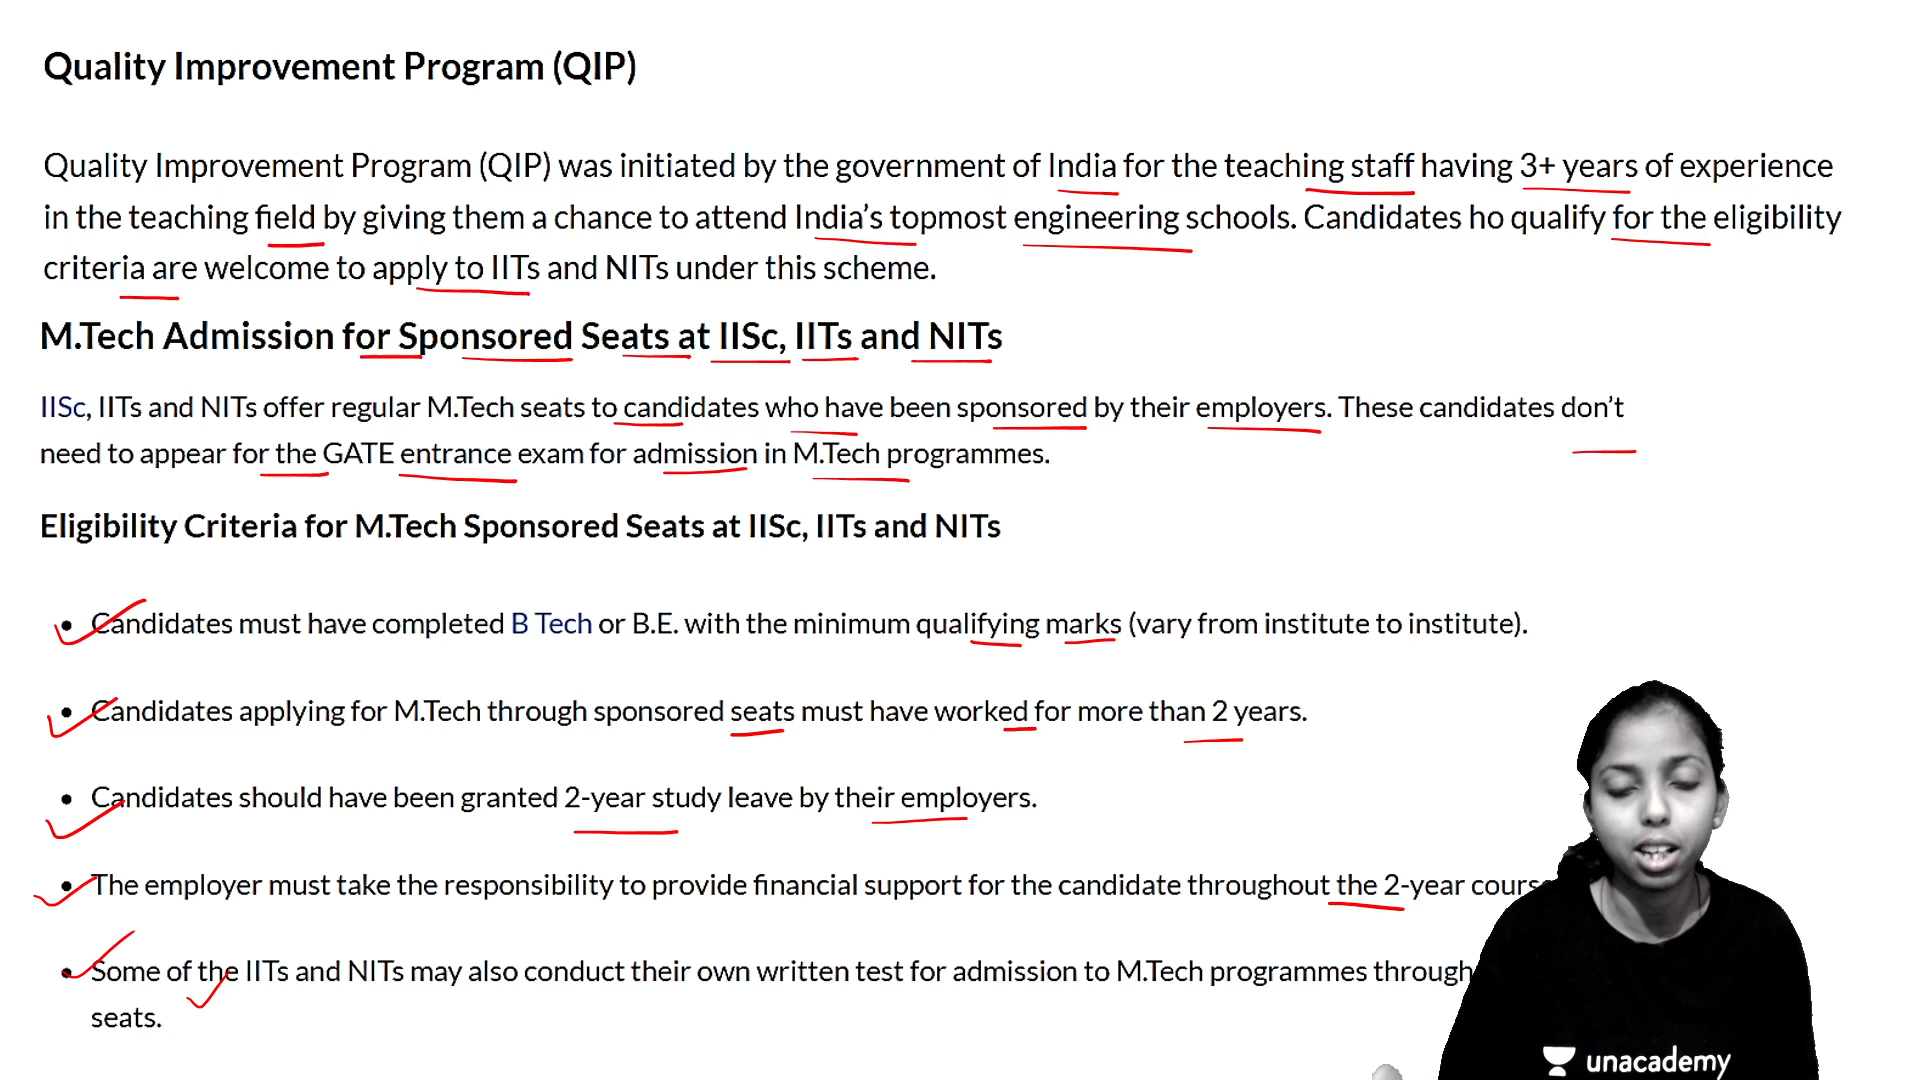 Quality Improvement Program (QIP)
Quality Improvement Program (QIP) was initiated by the government of India for the teaching staff having 3+ years of experience
in the teaching field by giving them a chance to attend India's topmost engineering schools. Candidates ho qualify for the eligibility
criteria are welcome to apply to IITs and NITs under this scheme.
M.Tech Admission for Sponsored Seats at IISc, IITs and NITs
IISc, IITs and NITs offer regular M.Tech seats to candidates who have been sponsored by their employers. These candidates don't
need to appear for the GATE entrance exam for admission in M.Tech programmes.
Eligibility Criteria for M.Tech Sponsored Seats at IISc, IITs and NITs
• Candidates must have completed B Tech or B.E. with the minimum qualifying marks (vary from institute to institute).
• Candidates applying for M.Tech through sponsored seats must have worked for more than 2 years.
• Candidates should have been granted 2-year study leave by their employers.
• The employer must take the responsibility to provide financial support for the candidate throughout the 2-year cours
• Some of the IITs and NITs may also conduct their own written test for admission to M.Tech programmes through
seats.
unacademy